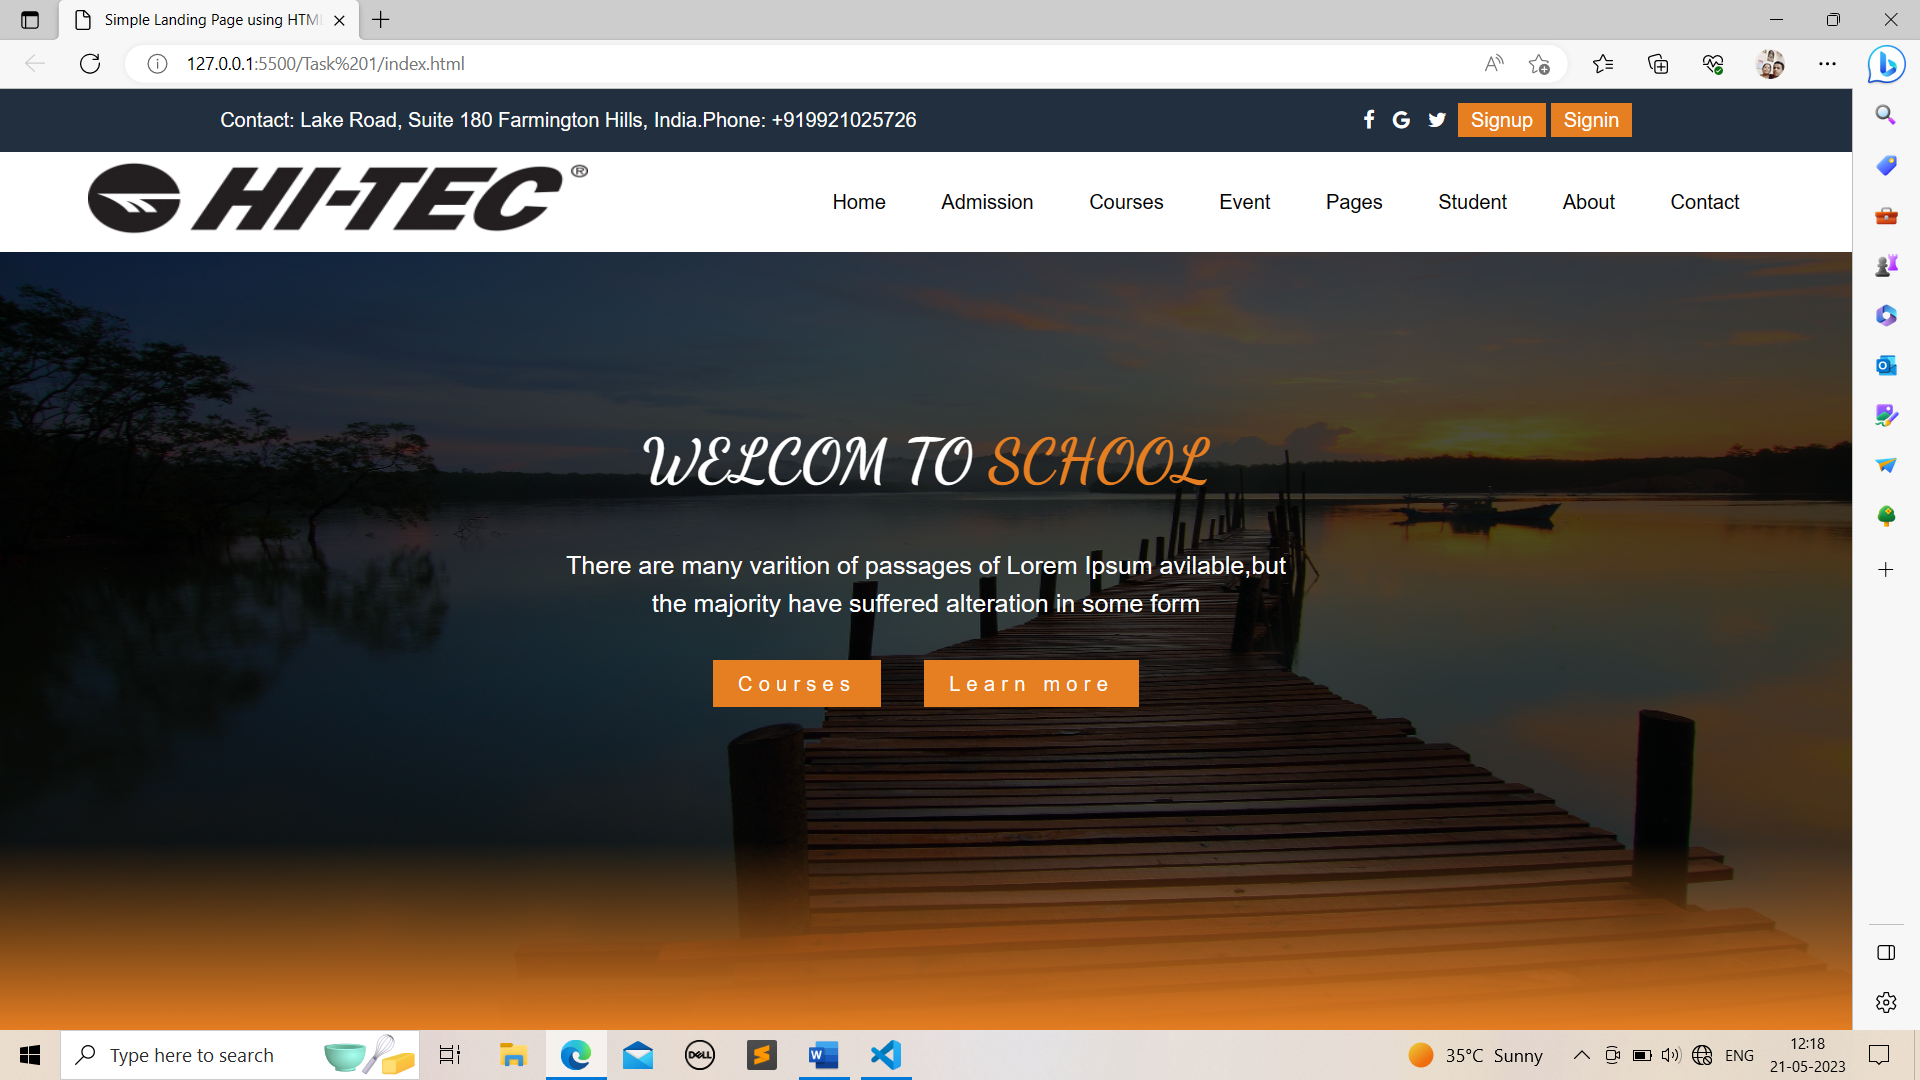 Simple Landing Page using HTM
127.0.0.1:5500/Task%201/index.html
Contact: Lake Road, Suite 180 Farmington Hills, India.Phone: +919921025726
Signup Signin
HI-TEC®
Home Admission Courses Event Pages Student About Contact
WELCOM TO SCHOOL
There are many varition of passages of Lorem Ipsum avilable,but
the majority have suffered alteration in some form
Courses Learn more
Type here to search
DELL
35°C Sunny
ENG
12:18
21-05-2023